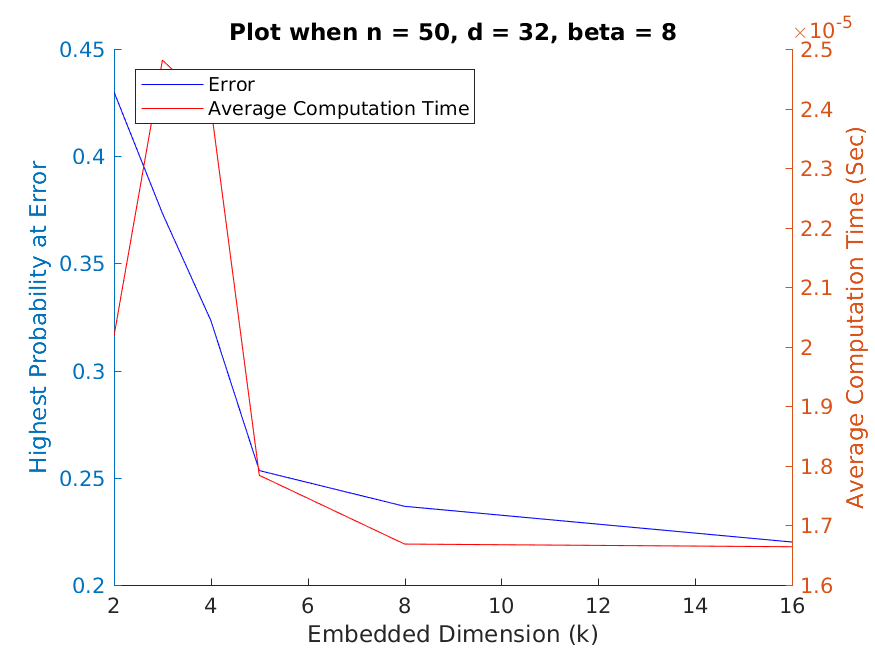 Plot when n = 50, d = 32, beta = 8
×10-5
Error
Average Computation Time
Highest Probability at Error
0.45
0.4
0.35
0.3
0.25
0.2
2.5
2.4
2.3
2.2
2.1
2
1.9
1.8
1.7
1.6
Average Computation Time (Sec)
2 4 6 8 10 12 14 16
Embedded Dimension (k)